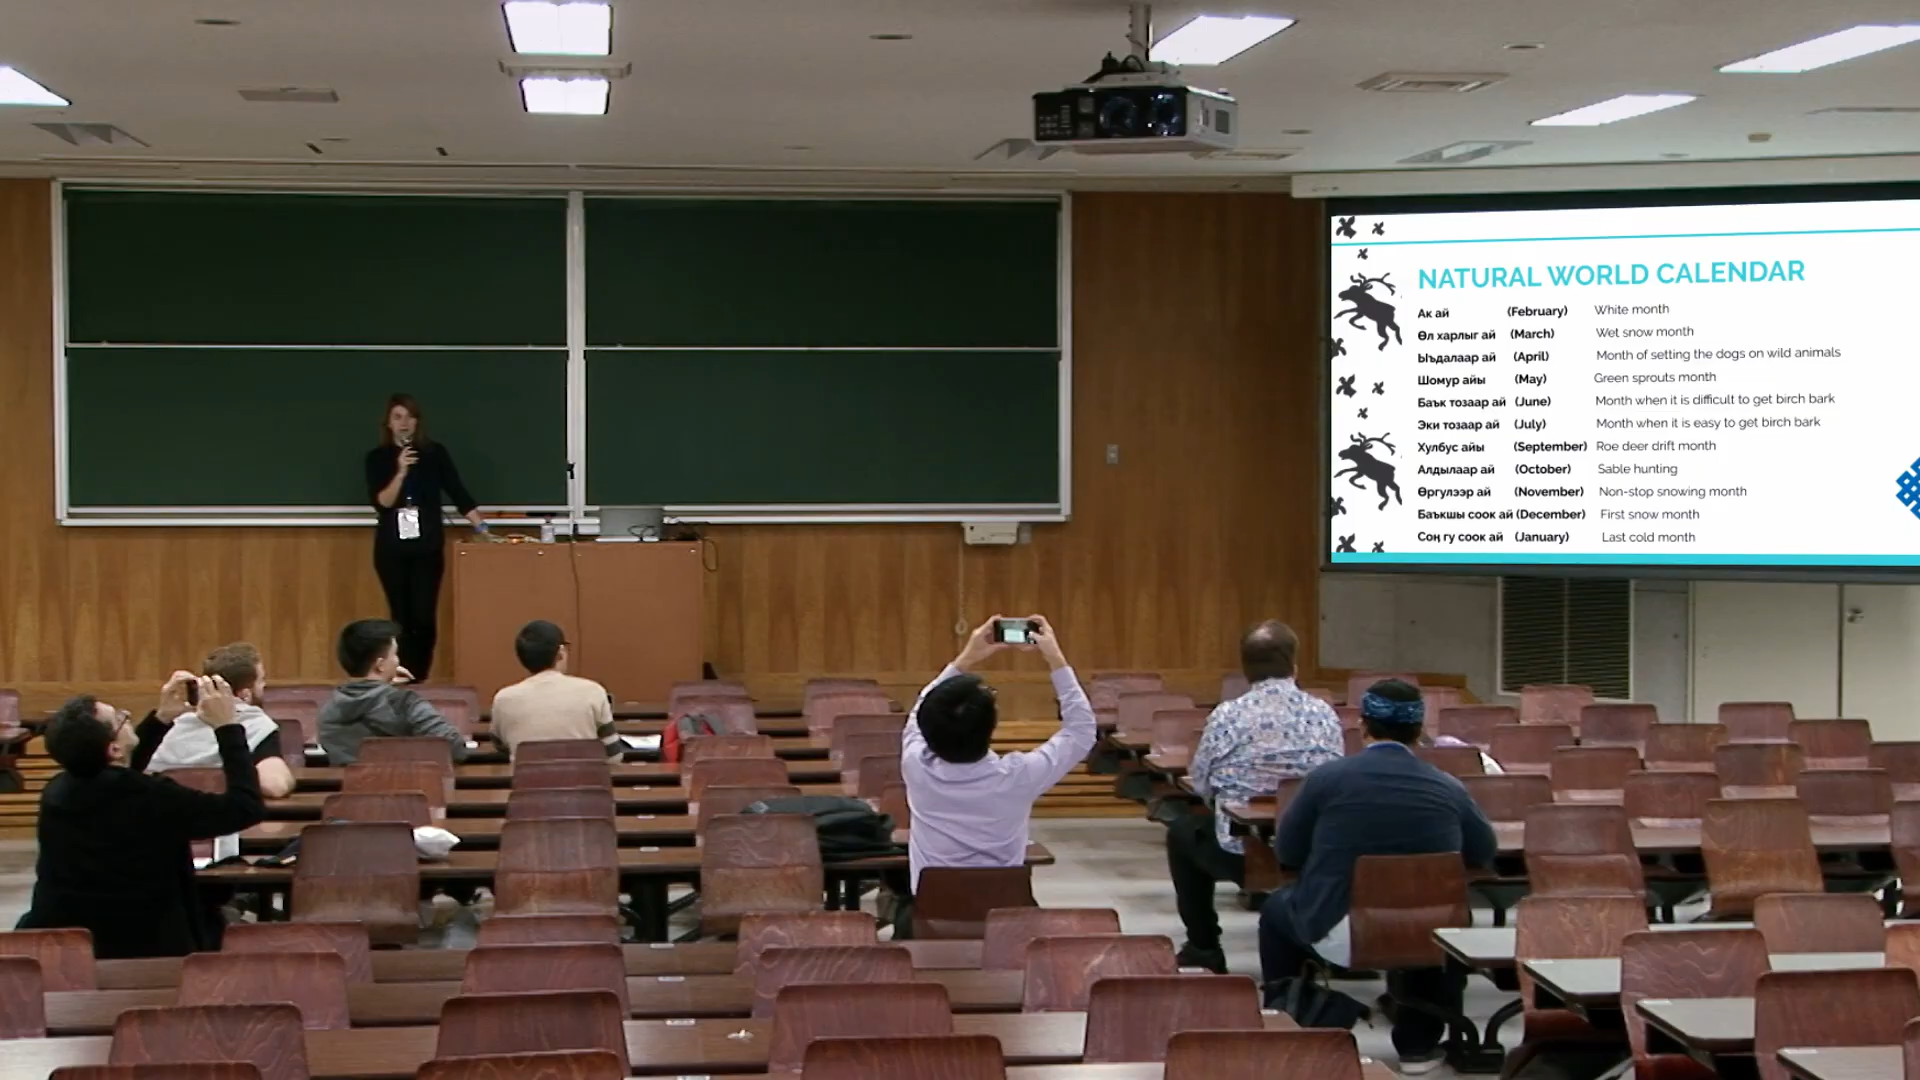 NATURAL WORLD CALENDAR
Ак ай (February) White month
Өл харлыг ай (March) Wet snow month
Ыъдалаар ай (April) Month of setting the dogs on wild animals
Шомур айы (May) Green sprouts month
Баък тозаар ай (June) Month when it is difficult to get birch bark
Эки тозаар ай (July) Month when it is easy to get birch bark
Хулбус айы (September) Roe deer drift month
Алдылаар ай (October) Sable hunting
Өргулээр ай (November) Non-stop snowing month
Баъкшы соок ай (December) First snow month
Соң гу соок ай (January) Last cold month